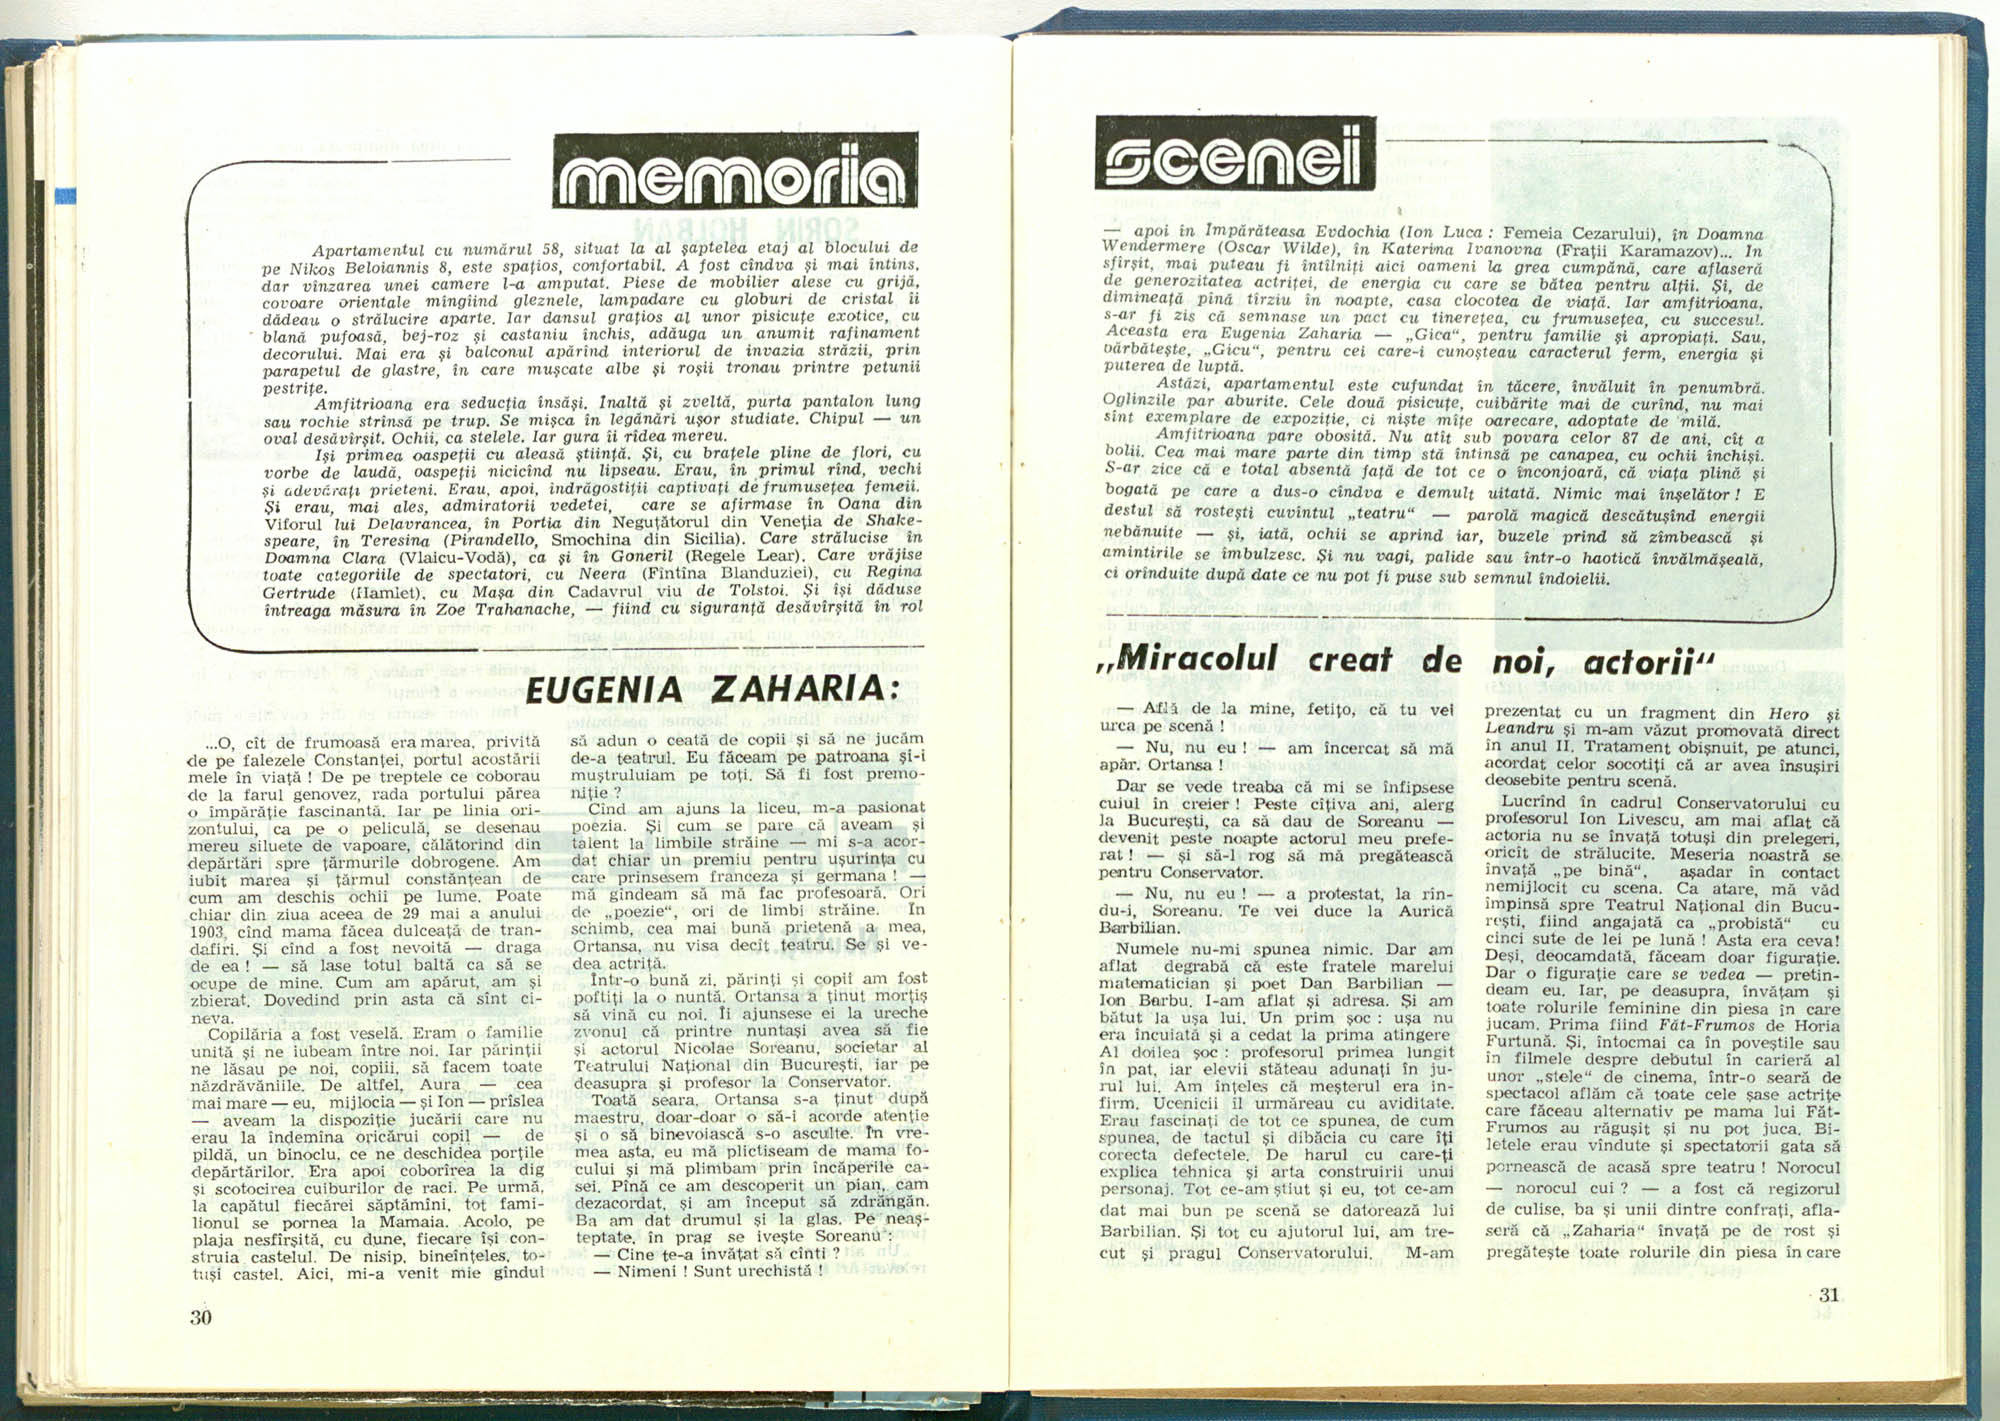 memoria
Apartamentul cu numărul 58, situat la al șaptelea etaj al blocului de
pe Nikos Beloiannis 8, este spațios, confortabil. A fost cîndva și mai întins,
dar vînzarea unei camere l-a amputat. Piese de mobilier alese cu grijă,
covoare orientale mîngîind gleznele, lampadare cu globuri de cristal îi
dădeau o strălucire aparte. Iar dansul grațios al unor pisicuțe exotice, cu
blană pufoasă, bej-roz și castaniu închis, adăuga un anumit rafinament
decorului. Mai era și balconul apărînd interiorul de invazia străzii, prin
parapetul de glastre, în care mușcate albe și roșii tronau printre petunii
pestrițe.
Amfitrioana era seducția însăși. Inaltă și zveltă, purta pantalon lung
sau rochie strînsă pe trup. Se mișca în legănări ușor studiate. Chipul — un
oval desăvîrșit. Ochii, ca stelele. Iar gura îi rîdea mereu.
Iși primea oaspeții cu aleasă știință. Și, cu brațele pline de flori, cu
vorbe de laudă, oaspeții nicicînd nu lipseau. Erau, în primul rînd, vechi
și adevărați prieteni. Erau, apoi, îndrăgostiții captivați de frumusețea femeii.
Și erau, mai ales, admiratorii vedetei, care se afirmase în Oana din
Viforul lui Delavrancea, în Portia din Neguțătorul din Veneția de Shake-
speare, în Teresina (Pirandello, Smochina din Sicilia). Care strălucise în
Doamna Clara (Vlaicu-Vodă), ca și în Goneril (Regele Lear). Care vrăjise
toate categoriile de spectatori, cu Neera (Fîntîna Blanduziei), cu Regina
Gertrude (Hamlet), cu Mașa din Cadavrul viu de Tolstoi. Și își dăduse
întreaga măsura în Zoe Trahanache, — fiind cu siguranță desăvîrșită în rol
EUGENIA ZAHARIA:
...O, cît de frumoasă era marea, privită
de pe falezele Constanței, portul acostării
mele în viață ! De pe treptele ce coborau
de la farul genovez, rada portului părea
o împărăție fascinantă. Iar pe linia ori-
zontului, ca pe o peliculă, se desenau
mereu siluete de vapoare, călătorind din
depărtări spre țărmurile dobrogene. Am
iubit marea și țărmul constănțean de
cum am deschis ochii pe lume. Poate
chiar din ziua aceea de 29 mai a anului
1903, cînd mama făcea dulceață de tran-
dafiri. Și cînd a fost nevoită — draga
de ea ! — să lase totul baltă ca să se
ocupe de mine. Cum am apărut, am și
zbierat. Dovedind prin asta că sînt ci-
neva.
Copilăria a fost veselă. Eram o familie
unită și ne iubeam între noi. Iar părinții
ne lăsau pe noi, copiii, să facem toate
năzdrăvăniile. De altfel, Aura — cea
mai mare — eu, mijlocia — și Ion — prîslea
— aveam la dispoziție jucării care nu
erau la îndemîna oricărui copil — de
pildă, un binoclu, ce ne deschidea porțile
depărtărilor. Era apoi coborîrea la dig
și scotocirea cuiburilor de raci. Pe urmă,
la capătul fiecărei săptămîni, tot fami-
lionul se pornea la Mamaia. Acolo, pe
plaja nesfîrșită, cu dune, fiecare își con-
struia castelul. De nisip, bineînțeles, to-
tuși castel. Aici, mi-a venit mie gîndul
să adun o ceată de copii și să ne jucăm
de-a teatrul. Eu făceam pe patroana și-i
muștruluiam pe toți. Să fi fost premo-
niție ?
Cînd am ajuns la liceu, m-a pasionat
poezia. Și cum se pare că aveam și
talent la limbile străine — mi s-a acor-
dat chiar un premiu pentru ușurința cu
care prinsesem franceza și germana ! —
mă gîndeam să mă fac profesoară. Ori
de „poezie“, ori de limbi străine. In
schimb, cea mai bună prietenă a mea,
Ortansa, nu visa decît teatru. Se și ve-
dea actriță.
Într-o bună zi, părinți și copii am fost
poftiți la o nuntă. Ortansa a ținut morțiș
să vină cu noi. Ii ajunsese ei la ureche
zvonul că printre nuntași avea să fie
și actorul Nicolae Soreanu, societar al
Teatrului Național din București, iar pe
deasupra și profesor la Conservator.
Toată seara, Ortansa s-a ținut după
maestru, doar-doar o să-i acorde atenție
și o să binevoiască s-o asculte. În vre-
mea asta, eu mă plictiseam de mama fo-
cului și mă plimbam prin încăperile ca-
sei. Pînă ce am descoperit un pian, cam
dezacordat, și am început să zdrăngăn.
Ba am dat drumul și la glas. Pe neaș-
teptate, în prag se ivește Soreanu :
— Cine te-a învățat să cînți ?
— Nimeni ! Sunt urechistă !
30
scenei
— apoi în Impărăteasa Evdochia (Ion Luca : Femeia Cezarului), în Doamna
Wendermere (Oscar Wilde), în Katerina Ivanovna (Frații Karamazov)... In
sfîrșit, mai puteau fi întîlniți aici oameni la grea cumpănă, care aflaseră
de generozitatea actriței, de energia cu care se bătea pentru alții. Și, de
dimineață pînă tîrziu în noapte, casa clocotea de viață. Iar amfitrioana,
s-ar fi zis că semnase un pact cu tinerețea, cu frumusețea, cu succesul.
Aceasta era Eugenia Zaharia — „Gica“, pentru familie și apropiați. Sau,
bărbătește, „Gicu“, pentru cei care-i cunoșteau caracterul ferm, energia și
puterea de luptă.
Astăzi, apartamentul este cufundat în tăcere, învăluit în penumbră.
Oglinzile par aburite. Cele două pisicuțe, cuibărite mai de curînd, nu mai
sînt exemplare de expoziție, ci niște mîțe oarecare, adoptate de milă.
Amfitrioana pare obosită. Nu atît sub povara celor 87 de ani, cît a
bolii. Cea mai mare parte din timp stă întinsă pe canapea, cu ochii închiși.
S-ar zice că e total absentă față de tot ce o înconjoară, că viața plină și
bogată pe care a dus-o cîndva e demult uitată. Nimic mai înșelător ! E
destul să rostești cuvîntul „teatru“ — parolă magică descătușînd energii
nebănuite — și, iată, ochii se aprind iar, buzele prind să zîmbească și
amintirile se îmbulzesc. Și nu vagi, palide sau într-o haotică învălmășeală,
ci orînduite după date ce nu pot fi puse sub semnul îndoielii.
„Miracolul creat de noi, actorii“
— Află de la mine, fetițo, că tu vei
urca pe scenă !
— Nu, nu eu ! — am încercat să mă
apăr. Ortansa !
Dar se vede treaba că mi se înfipsese
cuiul în creier ! Peste cîțiva ani, alerg
la București, ca să dau de Soreanu —
devenit peste noapte actorul meu prefe-
rat ! — și să-l rog să mă pregătească
pentru Conservator.
— Nu, nu eu ! — a protestat, la rîn-
du-i, Soreanu. Te vei duce la Aurică
Barbilian.
Numele nu-mi spunea nimic. Dar am
aflat degrabă că este fratele marelui
matematician și poet Dan Barbilian —
Ion Barbu. I-am aflat și adresa. Și am
bătut la ușa lui. Un prim șoc : ușa nu
era încuiată și a cedat la prima atingere
Al doilea șoc : profesorul primea lungit
în pat, iar elevii stăteau adunați în ju-
rul lui. Am înțeles că meșterul era in-
firm. Ucenicii îl urmăreau cu aviditate.
Erau fascinați de tot ce spunea, de cum
spunea, de tactul și dibăcia cu care îți
corecta defectele. De harul cu care-ți
explica tehnica și arta construirii unui
personaj. Tot ce-am știut și eu, tot ce-am
dat mai bun pe scenă se datorează lui
Barbilian. Și tot cu ajutorul lui, am tre-
cut și pragul Conservatorului. M-am
prezentat cu un fragment din Hero și
Leandru și m-am văzut promovată direct
în anul II. Tratament obișnuit, pe atunci,
acordat celor socotiți că ar avea însușiri
deosebite pentru scenă.
Lucrînd în cadrul Conservatorului cu
profesorul Ion Livescu, am mai aflat că
actoria nu se învață totuși din prelegeri,
oricît de strălucite. Meseria noastră se
învață „pe bină“, așadar în contact
nemijlocit cu scena. Ca atare, mă văd
împinsă spre Teatrul Național din Bucu-
rești, fiind angajată ca „probistă“ cu
cinci sute de lei pe lună ! Asta era ceva!
Deși, deocamdată, făceam doar figurație.
Dar o figurație care se vedea — pretin-
deam eu. Iar, pe deasupra, învățam și
toate rolurile feminine din piesa în care
jucam. Prima fiind Făt-Frumos de Horia
Furtună. Și, întocmai ca în poveștile sau
în filmele despre debutul în carieră al
unor „stele“ de cinema, într-o seară de
spectacol aflăm că toate cele șase actrițe
care făceau alternativ pe mama lui Făt-
Frumos au răgușit și nu pot juca. Bi-
letele erau vîndute și spectatorii gata să
pornească de acasă spre teatru ! Norocul
— norocul cui ? — a fost că regizorul
de culise, ba și unii dintre confrați, afla-
seră că „Zaharia“ învață pe de rost și
pregătește toate rolurile din piesa în care
31